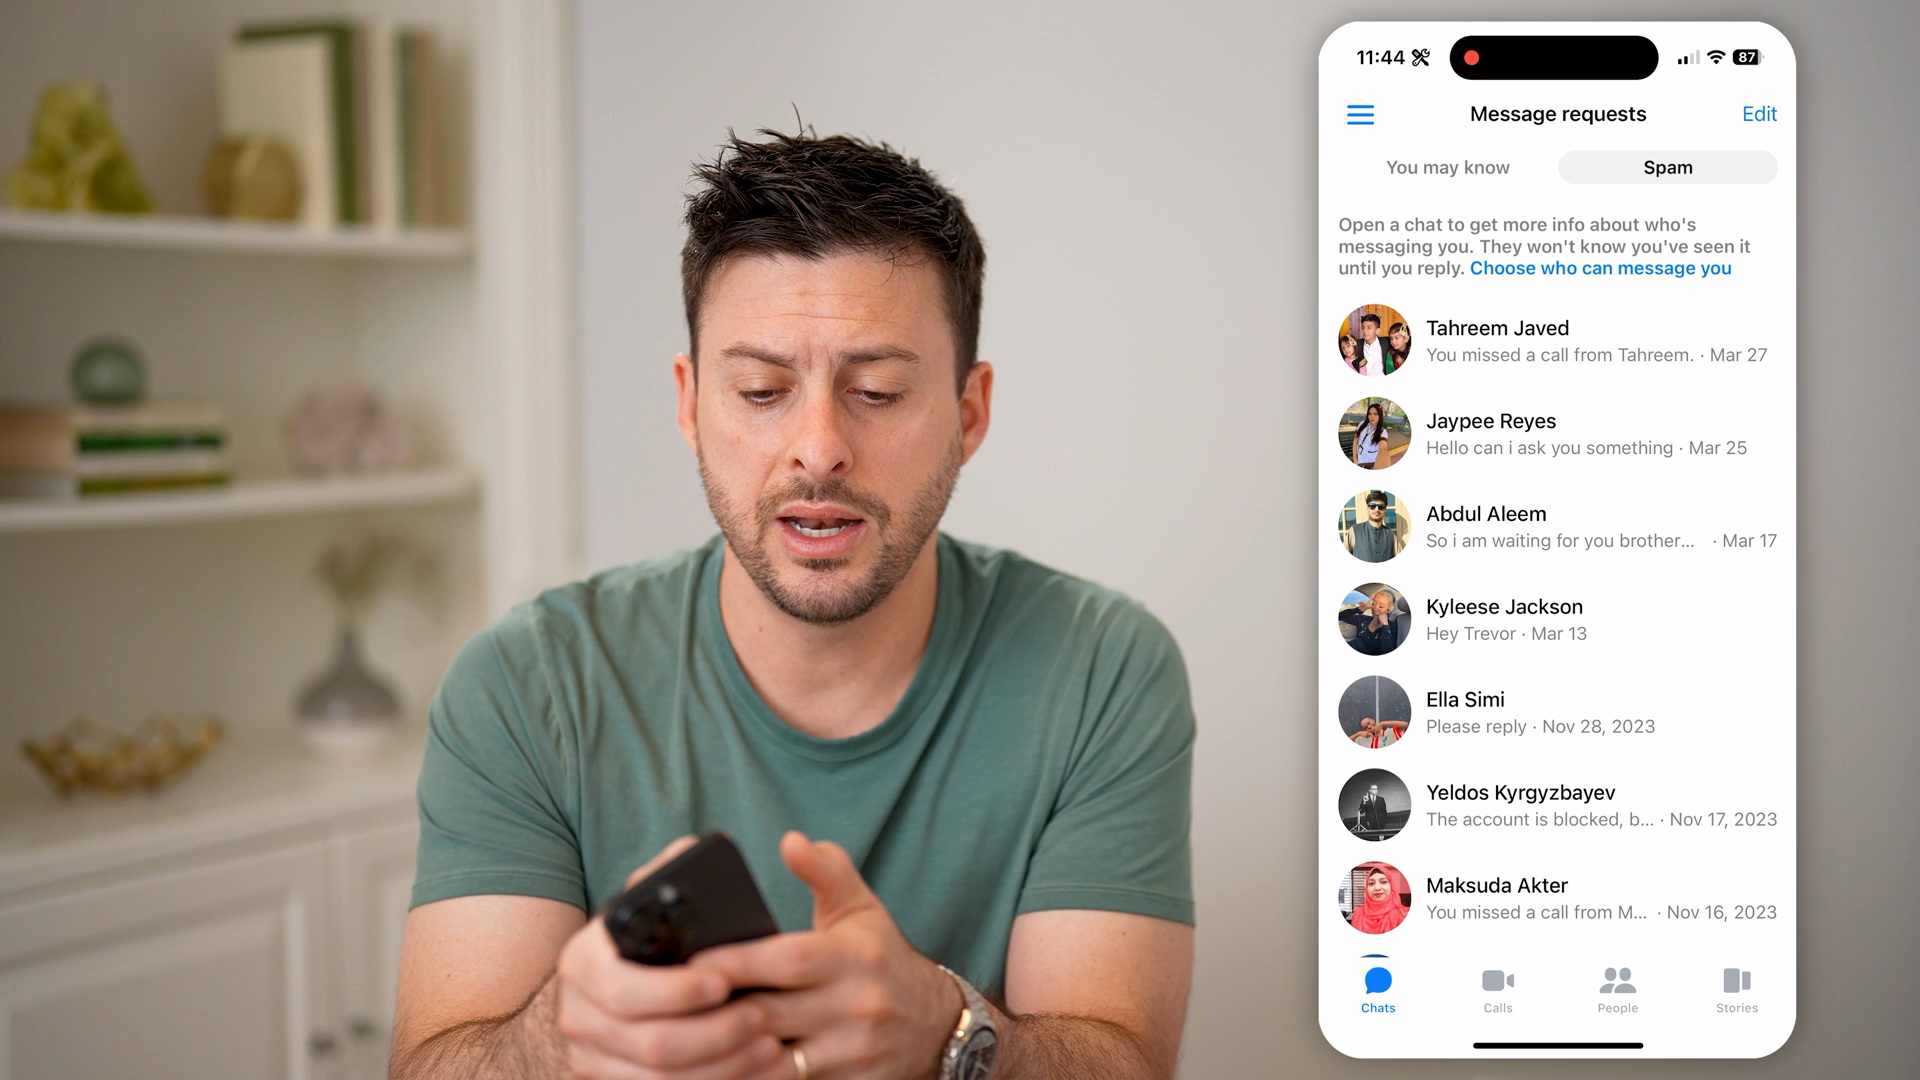 11:44
87
Message requests
Edit
You may know
Spam
Open a chat to get more info about who's
messaging you. They won't know you've seen it
until you reply. Choose who can message you
Tahreem Javed
You missed a call from Tahreem. · Mar 27
Jaypee Reyes
Hello can i ask you something · Mar 25
Abdul Aleem
So i am waiting for you brother... · Mar 17
Kyleese Jackson
Hey Trevor · Mar 13
Ella Simi
Please reply · Nov 28, 2023
Yeldos Kyrgyzbayev
The account is blocked, b... · Nov 17, 2023
Maksuda Akter
You missed a call from M... · Nov 16, 2023
Chats
Calls
People
Stories